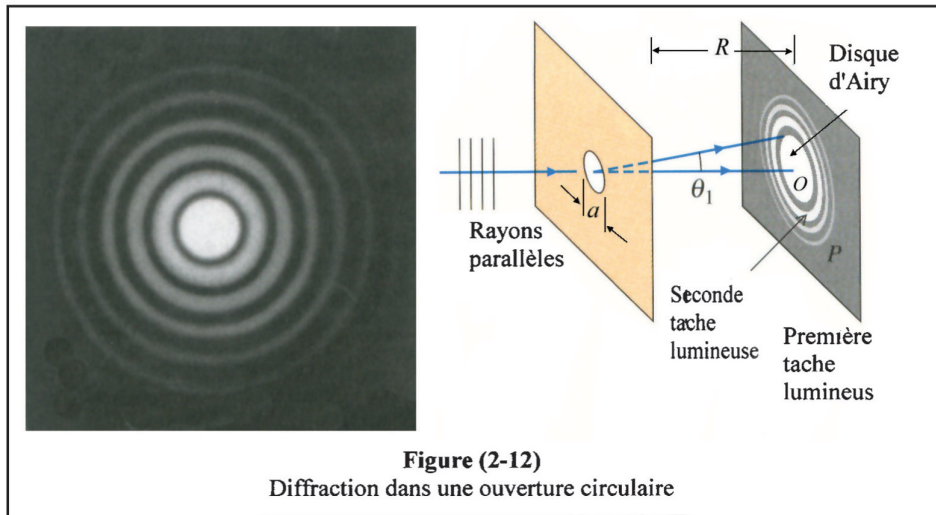 R
Disque
d'Airy
θ1
O
a
P
Rayons
parallèles
Seconde
tache
lumineuse
Première
tache
lumineus
Figure (2-12)
Diffraction dans une ouverture circulaire